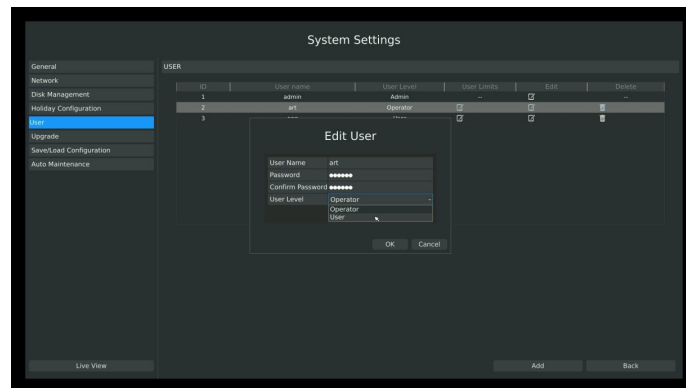 System Settings
General
USER
Network
ID User name User Level User Limits Edit Delete
Disk Management
1 admin Admin -- --
Holiday Configuration
2 art Operator
User
3
Upgrade
Edit User
Save/Load Configuration
Auto Maintenance
User Name art
Password ●●●●●●
Confirm Password ●●●●●●
User Level Operator
Operator
User
OK Cancel
Live View Add Back